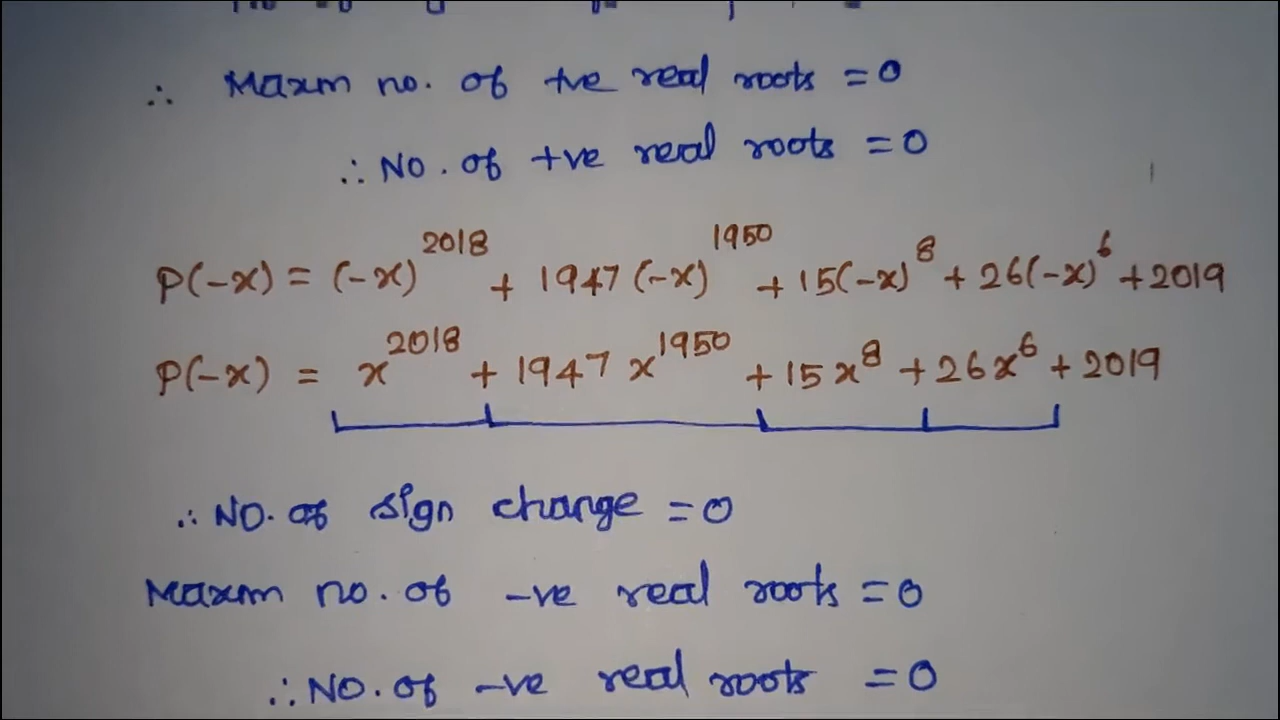 ∴ Maxm no. of +ve real roots = 0
∴ No. of +ve real roots = 0
P(-x) = (-x)^2018 + 1947 (-x)^1950 + 15(-x)^8 + 26(-x)^6 + 2019
P(-x) = x^2018 + 1947 x^1950 + 15x^8 + 26x^6 + 2019
∴ No. of sign change = 0
Maxm no. of -ve real roots = 0
∴ No. of -ve real roots = 0